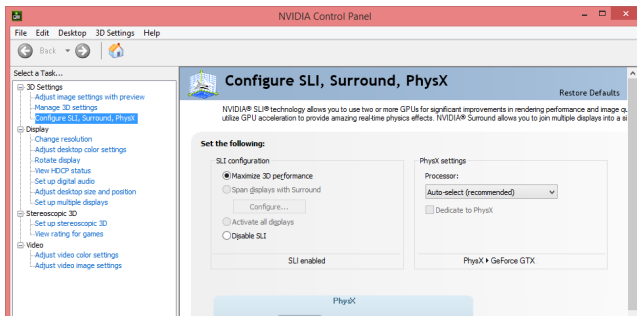 NVIDIA Control Panel
File Edit Desktop 3D Settings Help
Back
Select a Task...
3D Settings
Adjust image settings with preview
Manage 3D settings
Configure SLI, Surround, PhysX
Display
Change resolution
Adjust desktop color settings
Rotate display
View HDCP status
Set up digital audio
Adjust desktop size and position
Set up multiple displays
Stereoscopic 3D
Set up stereoscopic 3D
View rating for games
Video
Adjust video color settings
Adjust video image settings
Configure SLI, Surround, PhysX
Restore Defaults
NVIDIA® SLI® technology allows you to use two or more GPUs for significant improvements in rendering performance and image qu
utilize GPU acceleration to provide amazing real-time physics effects. NVIDIA® Surround allows you to join multiple displays into a si
Set the following:
SLI configuration
Maximize 3D performance
Span displays with Surround
Configure...
Activate all displays
Disable SLI
SLI enabled
PhysX settings
Processor:
Auto-select (recommended)
Dedicate to PhysX
PhysX ▸ GeForce GTX
PhysX